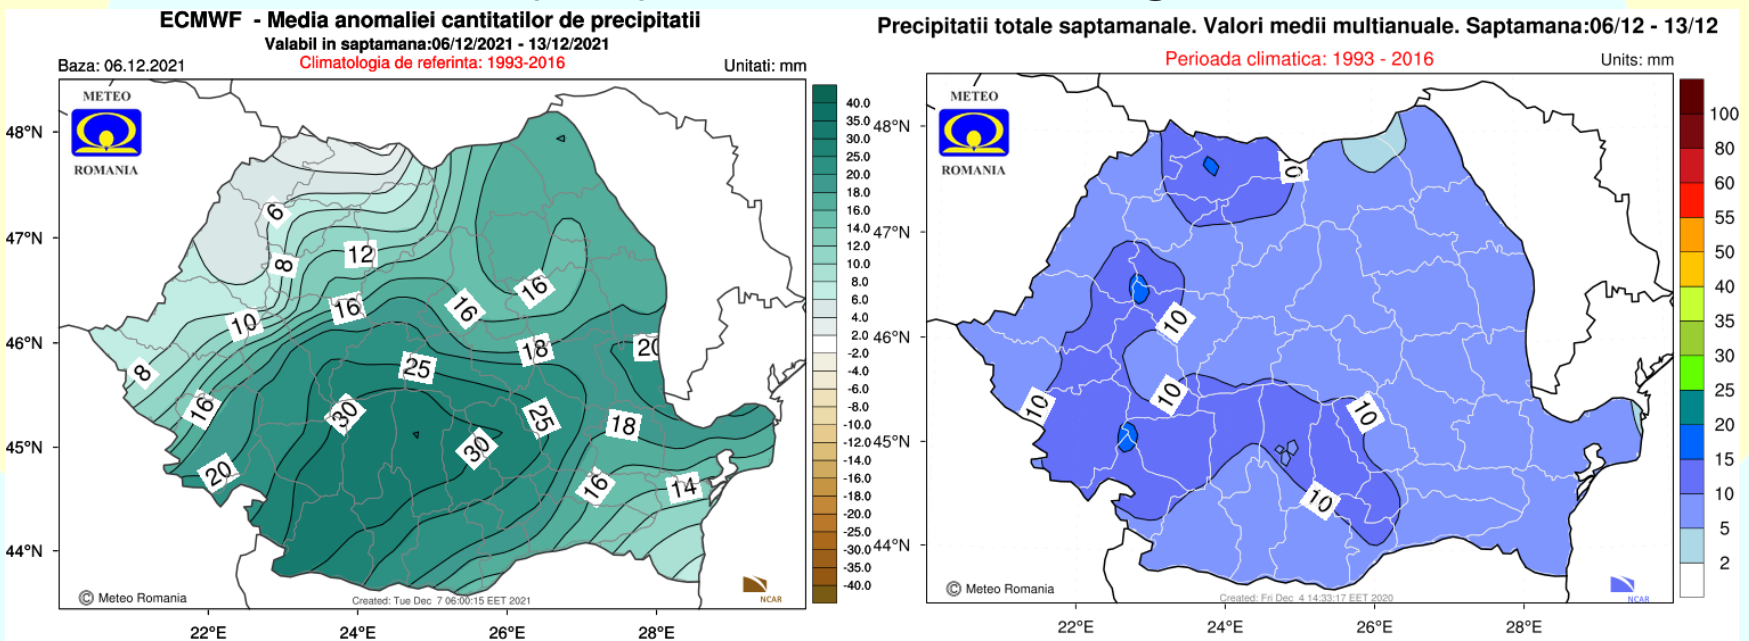 ECMWF - Media anomaliei cantitatilor de precipitatii
Valabil in saptamana:06/12/2021 - 13/12/2021
Baza: 06.12.2021
Climatologia de referinta: 1993-2016
Unitati: mm
METEO
ROMANIA
48°N
47°N
46°N
45°N
44°N
22°E
24°E
26°E
28°E
6
8
12
10
16
16
16
8
16
25
18
20
30
25
18
30
20
16
14
40.0
35.0
30.0
25.0
20.0
18.0
16.0
14.0
12.0
10.0
8.0
6.0
4.0
2.0
-2.0
-4.0
-6.0
-8.0
-10.0
-12.0
-14.0
-16.0
-18.0
-20.0
-25.0
-30.0
-35.0
-40.0
© Meteo Romania
Created: Tue Dec 7 06:00:15 EET 2021
NCAR
Precipitatii totale saptamanale. Valori medii multianuale. Saptamana:06/12 - 13/12
Perioada climatica: 1993 - 2016
Units: mm
METEO
ROMANIA
48°N
47°N
46°N
45°N
44°N
22°E
24°E
26°E
28°E
0
10
10
10
10
10
100
80
60
55
50
40
35
30
25
20
15
10
5
2
© Meteo Romania
Created: Fri Dec 4 14:33:17 EET 2020
NCAR